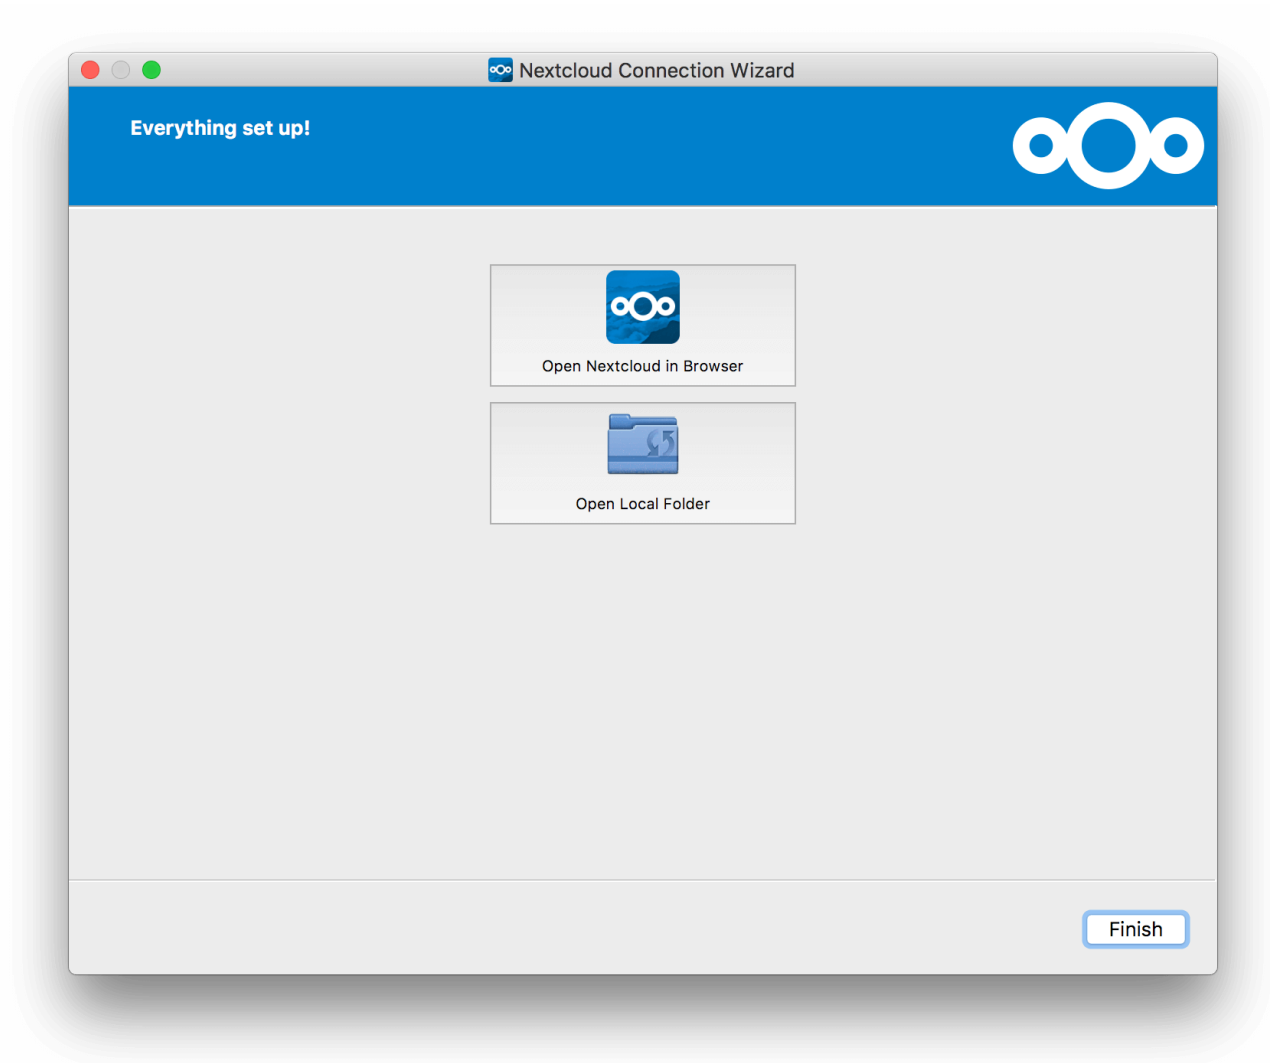 Nextcloud Connection Wizard
Everything set up!
Open Nextcloud in Browser
Open Local Folder
Finish